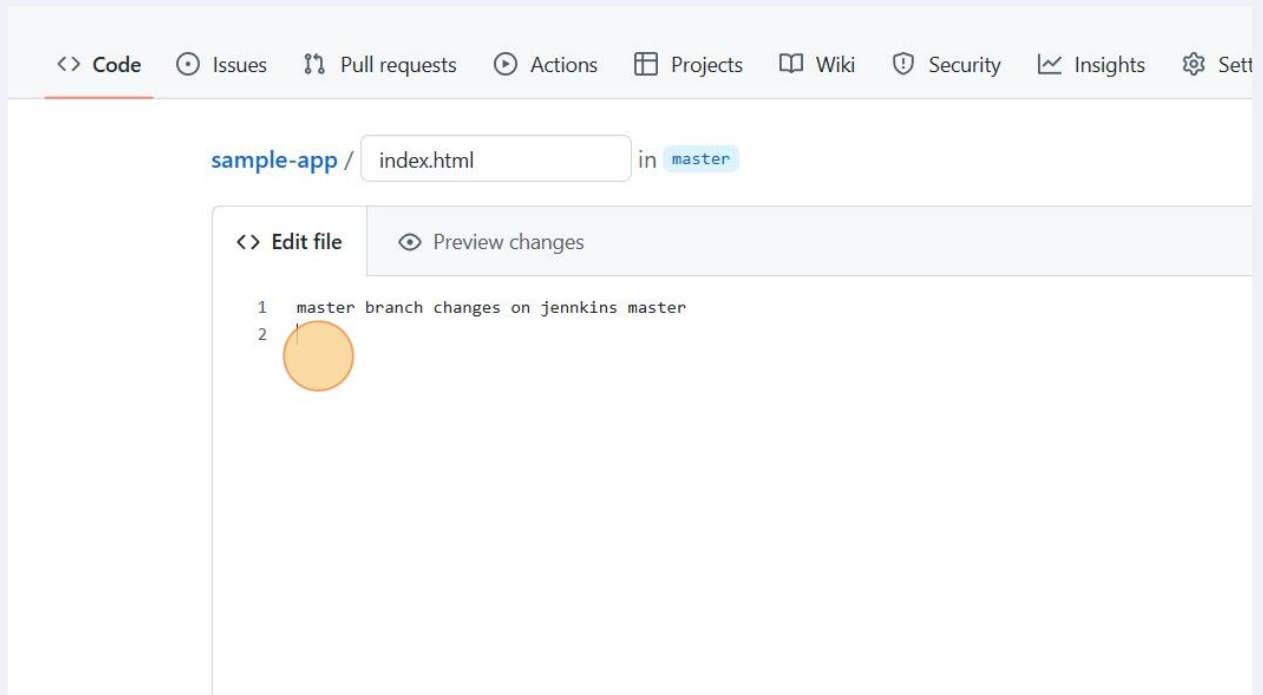 Code Issues Pull requests Actions Projects Wiki Security Insights Sett
sample-app / index.html in master
Edit file Preview changes
1 master branch changes on jennkins master
2